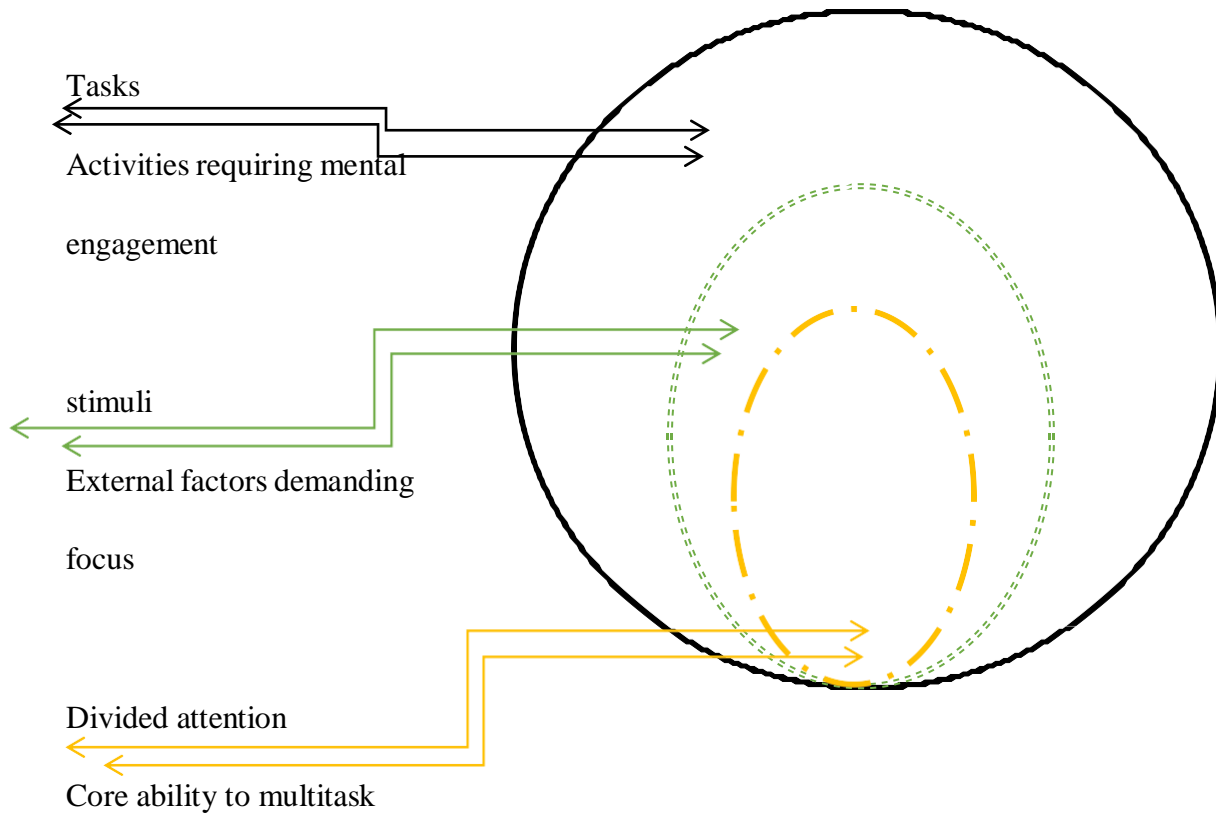 Tasks
Activities requiring mental
engagement
stimuli
External factors demanding
focus
Divided attention
Core ability to multitask